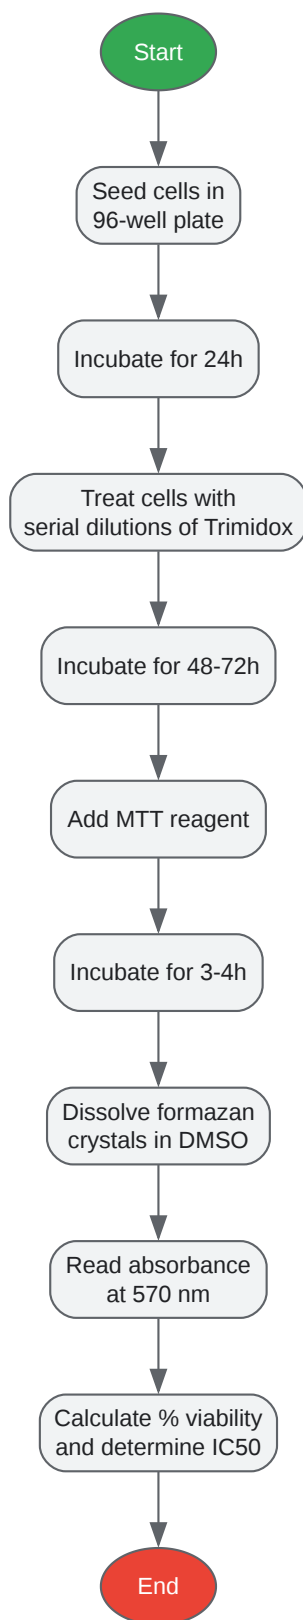 Start
Seed cells in
96-well plate
Incubate for 24h
Treat cells with
serial dilutions of Trimidox
Incubate for 48-72h
Add MTT reagent
Incubate for 3-4h
Dissolve formazan
crystals in DMSO
Read absorbance
at 570 nm
Calculate % viability
and determine IC50
End